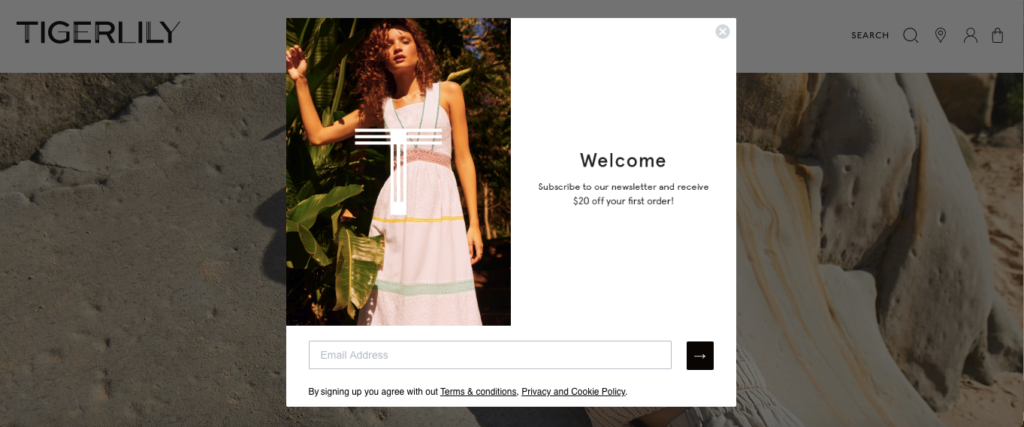 TIGERLILY
SEARCH
T
Welcome
Subscribe to our newsletter and receive
$20 off your first order!
Email Address
By signing up you agree with out Terms & conditions, Privacy and Cookie Policy.